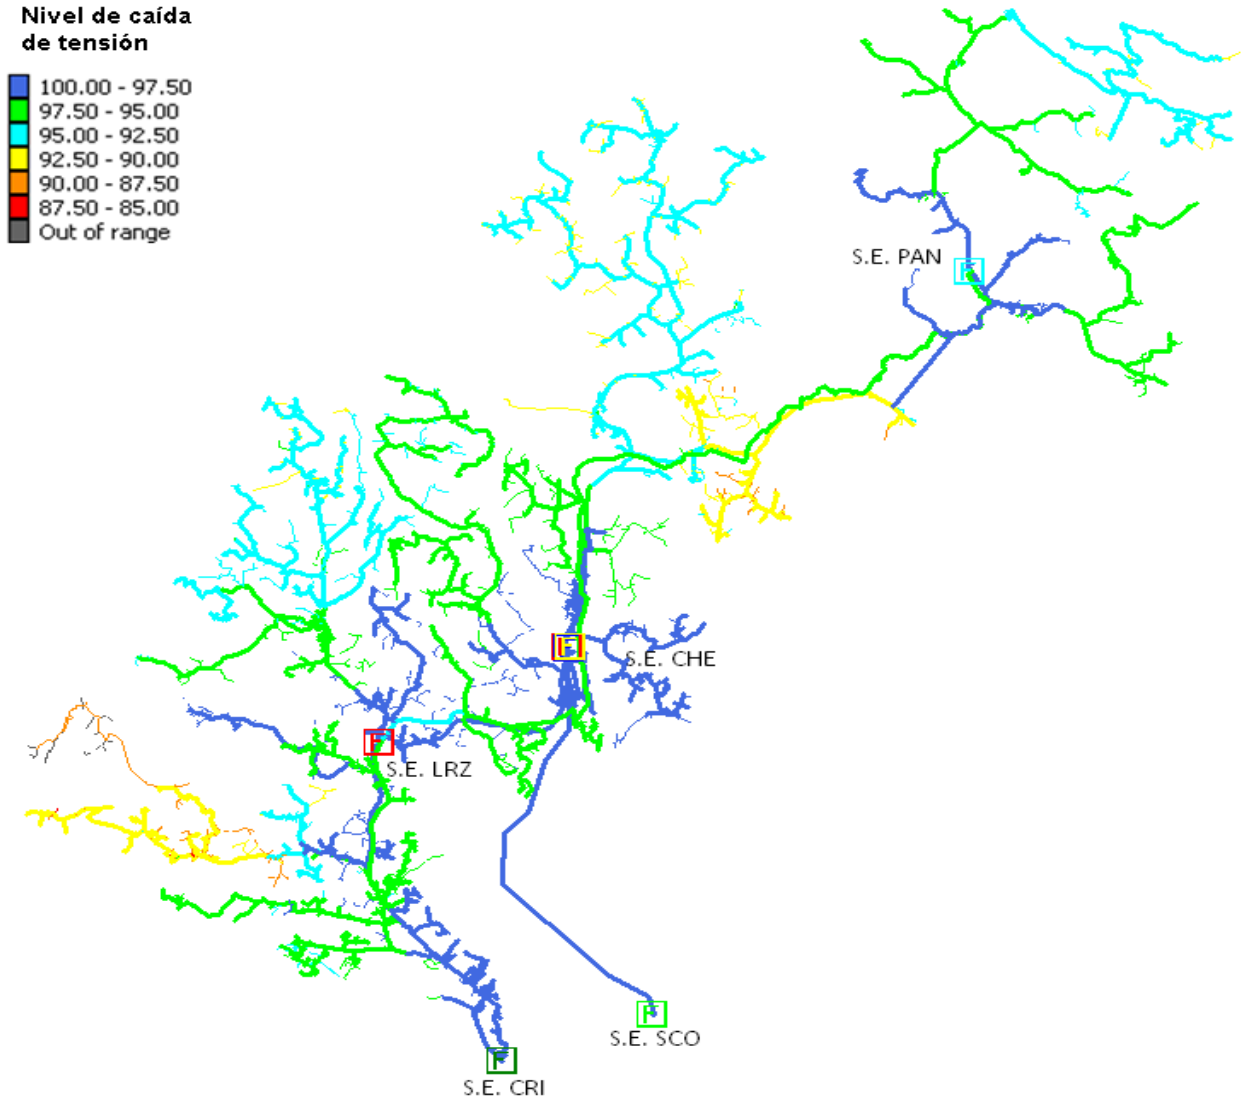 Nivel de caída
de tensión
100.00 - 97.50
97.50 - 95.00
95.00 - 92.50
92.50 - 90.00
90.00 - 87.50
87.50 - 85.00
Out of range
S.E. PAN
F
F
S.E. CHE
F
S.E. LRZ
F
S.E. SCO
F
S.E. CRI